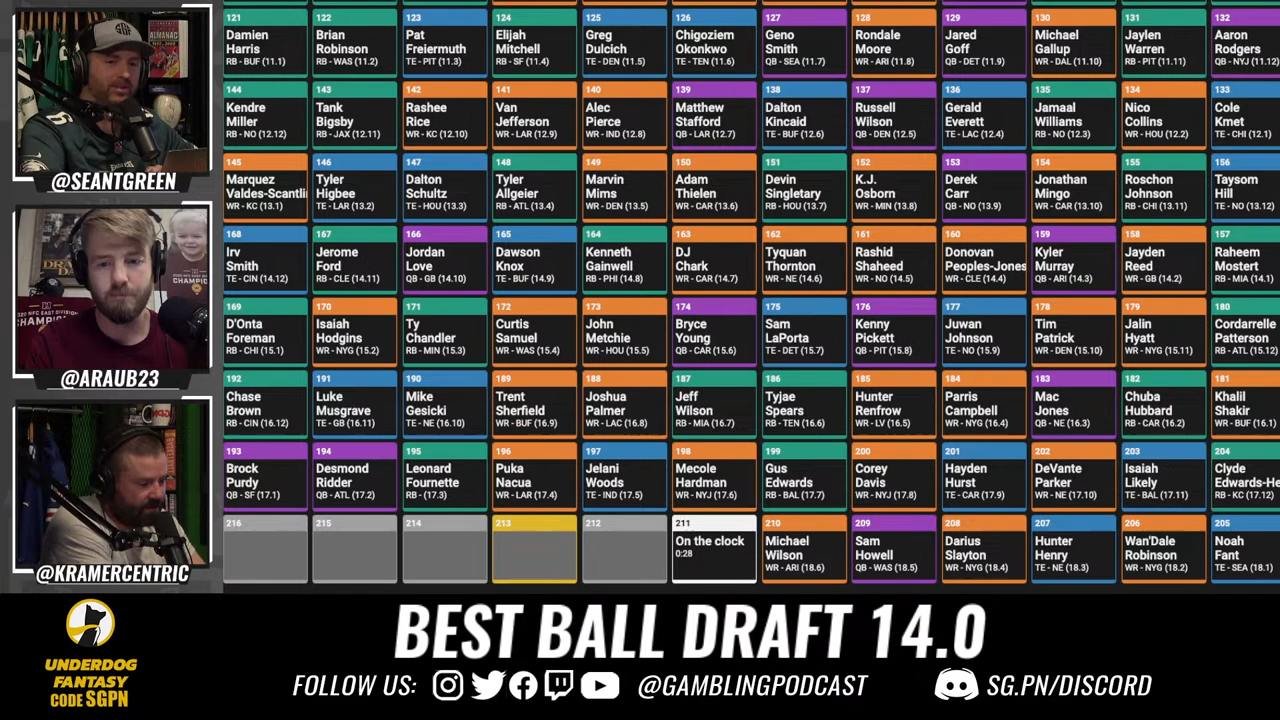 @SEANTGREEN
@ARAUB23
@KRAMERCENTRIC
121 122 123 124 125 126 127 128 129 130 131 132
Damien Brian Pat Elijah Greg Chigoziem Geno Rondale Jared Michael Jaylen Aaron
Harris Robinson Freiermuth Mitchell Dulcich Okonkwo Smith Moore Goff Gallup Warren Rodgers
RB - BUF (11.1) RB - WAS (11.2) TE - PIT (11.3) RB - SF (11.4) TE - DEN (11.5) TE - TEN (11.6) QB - SEA (11.7) WR - ARI (11.8) QB - DET (11.9) WR - DAL (11.10) RB - PIT (11.11) QB - NYJ (11.12
144 143 142 141 140 139 138 137 136 135 134 133
Kendre Tank Rashee Van Alec Matthew Dalton Russell Gerald Jamaal Nico Cole
Miller Bigsby Rice Jefferson Pierce Stafford Kincaid Wilson Everett Williams Collins Kmet
RB - NO (12.12) RB - JAX (12.11) WR - KC (12.10) WR - LAR (12.9) WR - IND (12.8) QB - LAR (12.7) TE - BUF (12.6) QB - DEN (12.5) TE - LAC (12.4) RB - NO (12.3) WR - HOU (12.2) TE - CHI (12.1)
145 146 147 148 149 150 151 152 153 154 155 156
Marquez Tyler Dalton Tyler Marvin Adam Devin K.J. Derek Jonathan Roschon Taysom
Valdes-Scantli Higbee Schultz Allgeier Mims Thielen Singletary Osborn Carr Mingo Johnson Hill
WR - KC (13.1) TE - LAR (13.2) TE - HOU (13.3) RB - ATL (13.4) WR - DEN (13.5) WR - CAR (13.6) RB - HOU (13.7) WR - MIN (13.8) QB - NO (13.9) WR - CAR (13.10) RB - CHI (13.11) TE - NO (13.12)
168 167 166 165 164 163 162 161 160 159 158 157
Irv Jerome Jordan Dawson Kenneth DJ Tyquan Rashid Donovan Kyler Jayden Raheem
Smith Ford Love Knox Gainwell Chark Thornton Shaheed Peoples-Jones Murray Reed Mostert
TE - CIN (14.12) RB - CLE (14.11) QB - GB (14.10) TE - BUF (14.9) RB - PHI (14.8) WR - CAR (14.7) WR - NE (14.6) WR - NO (14.5) WR - CLE (14.4) QB - ARI (14.3) WR - GB (14.2) RB - MIA (14.1)
169 170 171 172 173 174 175 176 177 178 179 180
D'Onta Isaiah Ty Curtis John Bryce Sam Kenny Juwan Tim Jalin Cordarrelle
Foreman Hodgins Chandler Samuel Metchie Young LaPorta Pickett Johnson Patrick Hyatt Patterson
RB - CHI (15.1) WR - NYG (15.2) RB - MIN (15.3) WR - WAS (15.4) WR - HOU (15.5) QB - CAR (15.6) TE - DET (15.7) QB - PIT (15.8) TE - NO (15.9) WR - DEN (15.10) WR - NYG (15.11) RB - ATL (15.12)
192 191 190 189 188 187 186 185 184 183 182 181
Chase Luke Mike Trent Joshua Jeff Tyjae Hunter Parris Mac Chuba Khalil
Brown Musgrave Gesicki Sherfield Palmer Wilson Spears Renfrow Campbell Jones Hubbard Shakir
RB - CIN (16.12) TE - GB (16.11) TE - NE (16.10) WR - BUF (16.9) WR - LAC (16.8) RB - MIA (16.7) RB - TEN (16.6) WR - LV (16.5) WR - NYG (16.4) QB - NE (16.3) RB - CAR (16.2) WR - BUF (16.1)
193 194 195 196 197 198 199 200 201 202 203 204
Brock Desmond Leonard Puka Jelani Mecole Gus Corey Hayden DeVante Isaiah Clyde
Purdy Ridder Fournette Nacua Woods Hardman Edwards Davis Hurst Parker Likely Edwards-He
QB - SF (17.1) QB - ATL (17.2) RB - (17.3) WR - LAR (17.4) TE - IND (17.5) WR - NYJ (17.6) RB - BAL (17.7) WR - NYJ (17.8) TE - CAR (17.9) WR - NE (17.10) TE - BAL (17.11) RB - KC (17.12)
216 215 214 213 212 211 210 209 208 207 206 205
On the clock Michael Sam Darius Hunter Wan'Dale Noah
0:28 Wilson Howell Slayton Henry Robinson Fant
WR - ARI (18.6) QB - WAS (18.5) WR - NYG (18.4) TE - NE (18.3) WR - NYG (18.2) TE - SEA (18.1)
UNDERDOG
FANTASY
CODE SGPN
BEST BALL DRAFT 14.0
FOLLOW US: @GAMBLINGPODCAST SG.PN/DISCORD